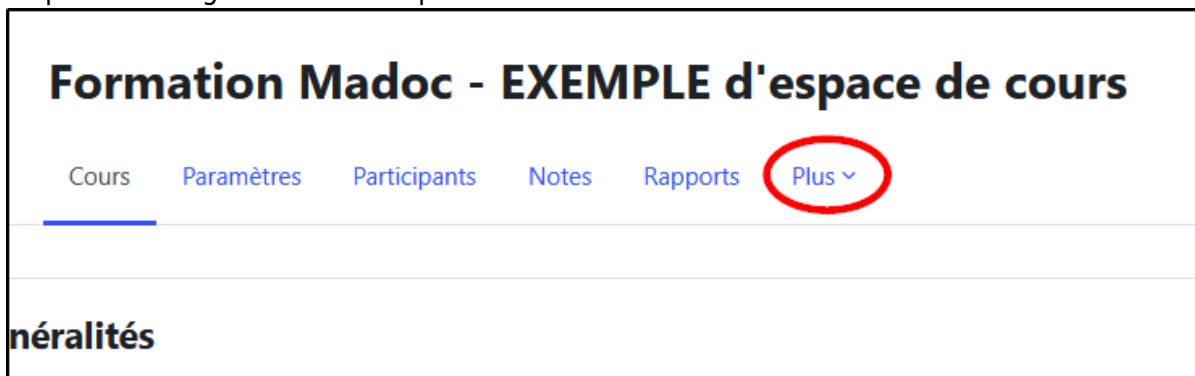 Formation Madoc - EXEMPLE d'espace de cours
Cours Paramètres Participants Notes Rapports Plus
néralités